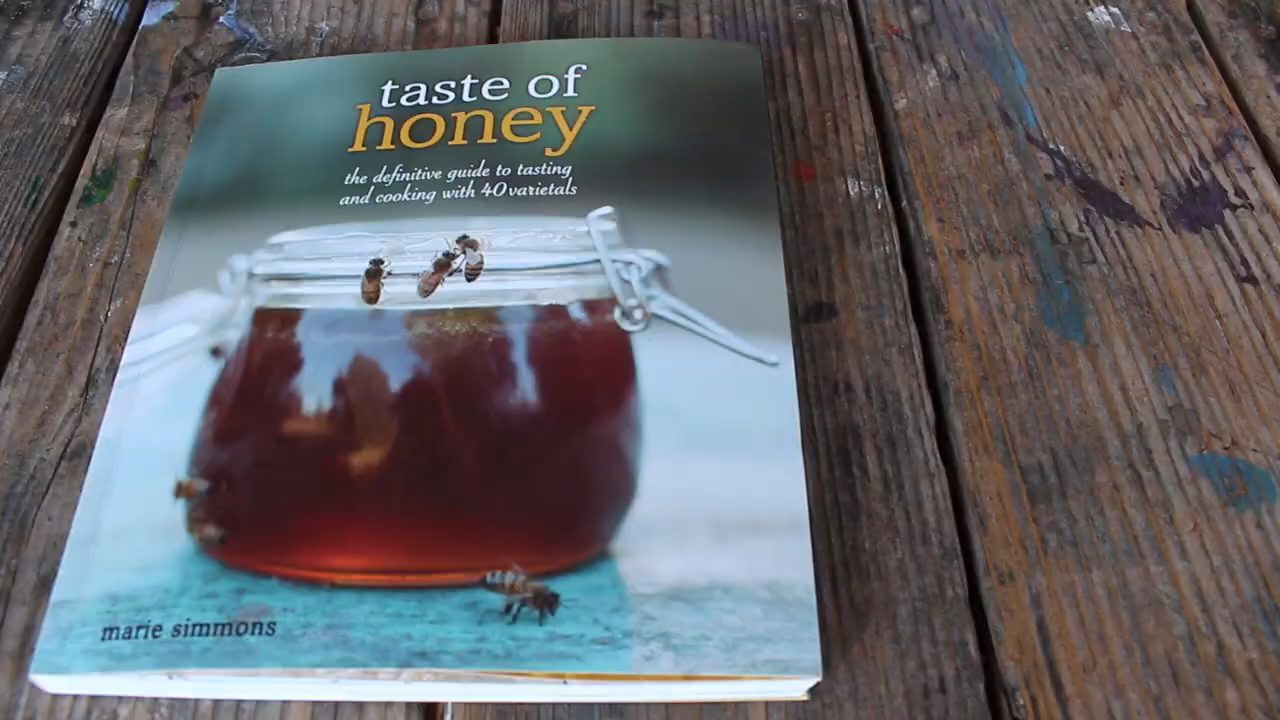 taste of
honey
the definitive guide to tasting
and cooking with 40 varietals
marie simmons